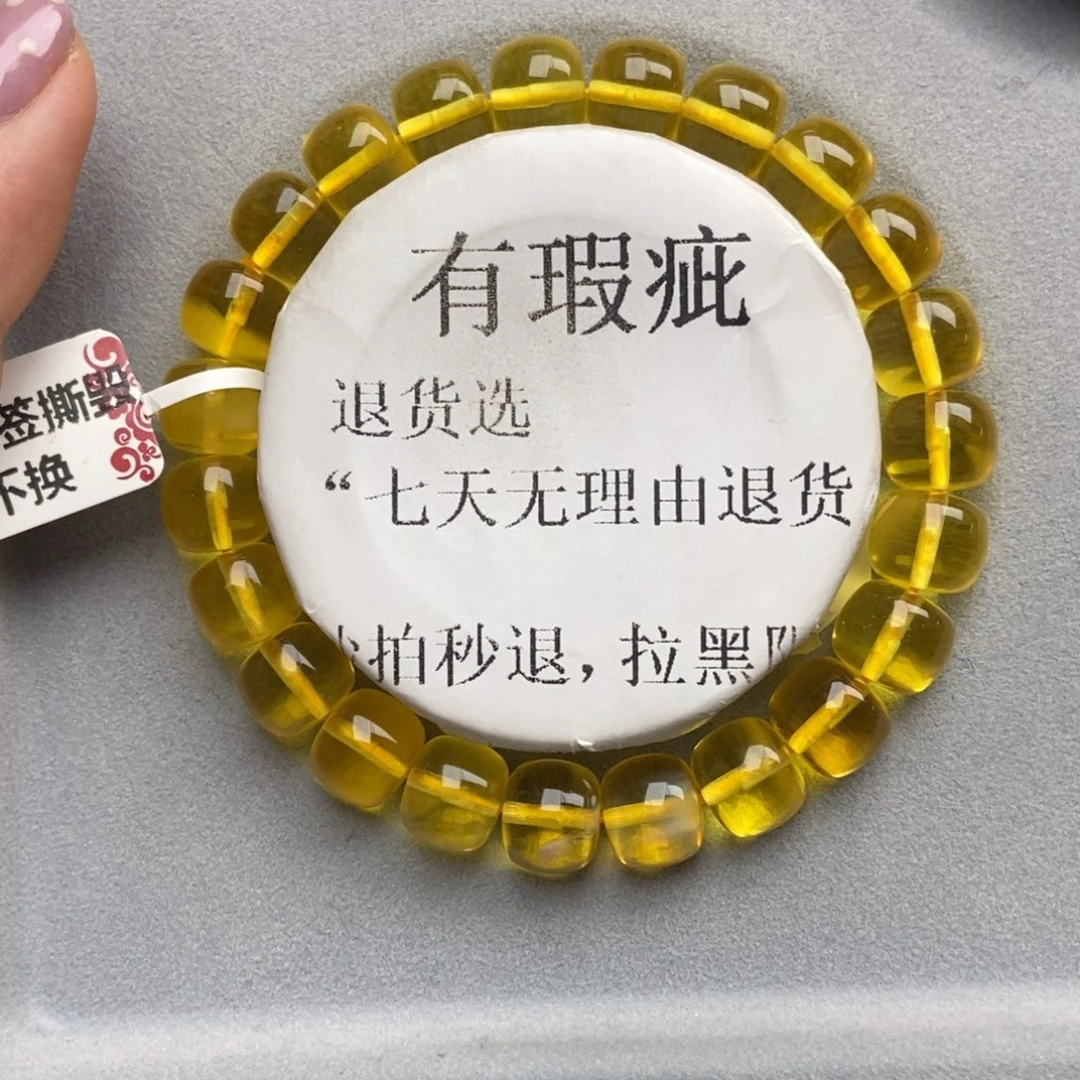 有瑕疵
退货选
“七天无理由退货
拍秒退，拉黑
签撕毁
不换